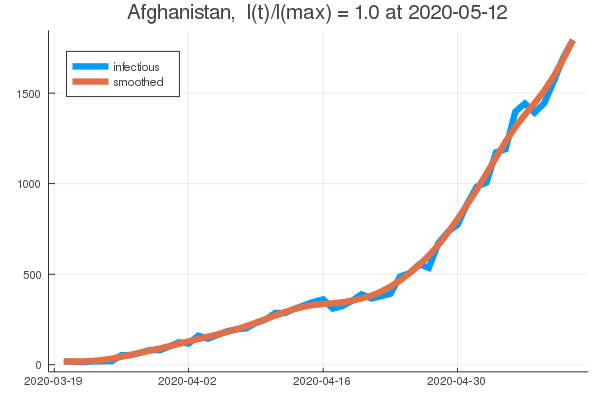 Afghanistan,  I(t)/I(max) = 1.0 at 2020-05-12
infectious
smoothed
1500
1000
500
0
2020-03-19 2020-04-02 2020-04-16 2020-04-30